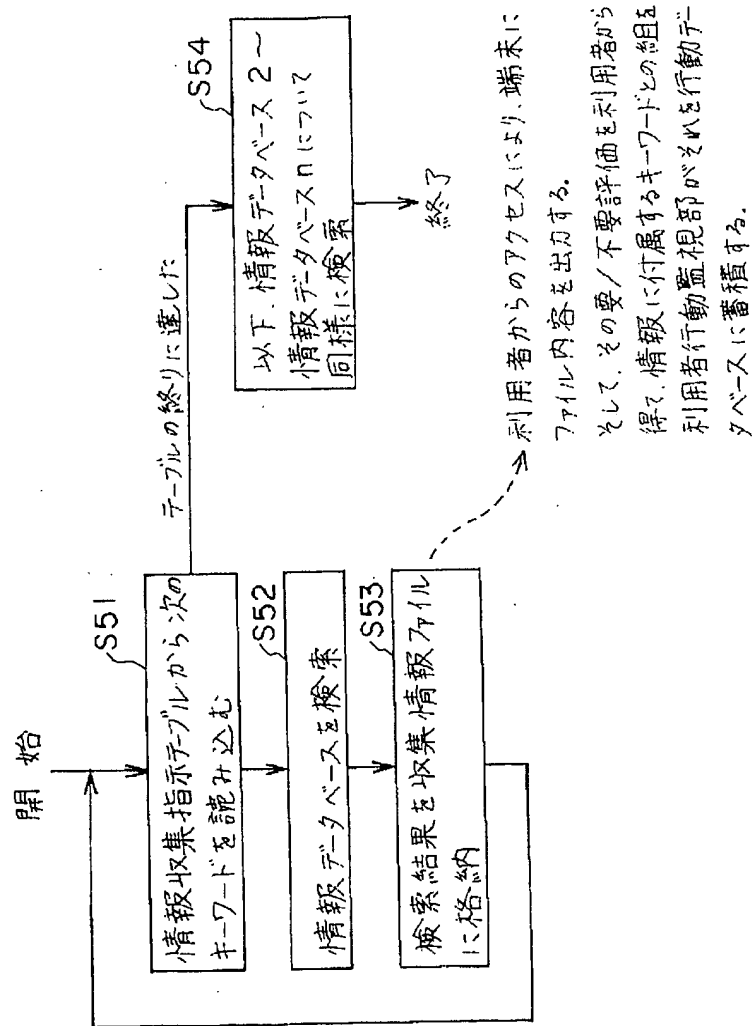 開始
S51
情報収集指示テーブルから次の
キーワードを読み込む
テーブルの終りに達した
S52
情報データベースを検索
S53
検索結果を収集情報ファイル
に格納
S54
以下、情報データベース2〜
情報データベースnについて
同様に検索
終了
利用者からのアクセスにより、端末に
ファイル内容を出力する。
そして、その要/不要評価を利用者から
得て、情報に付属するキーワードとの組を
利用者行動監視部がそれを行動デー
タベースに蓄積する。